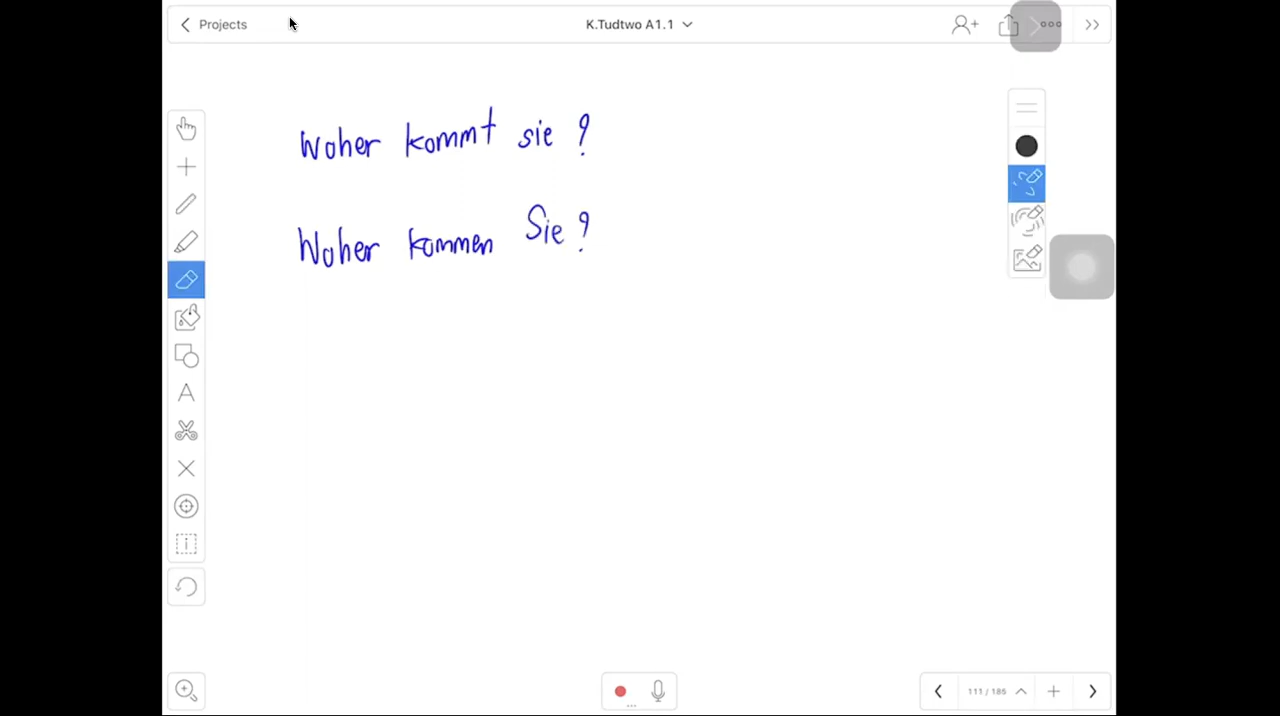 Projects
K.Tudtwo A1.1
Woher kommt sie ?
Woher kommen Sie ?
111 / 186